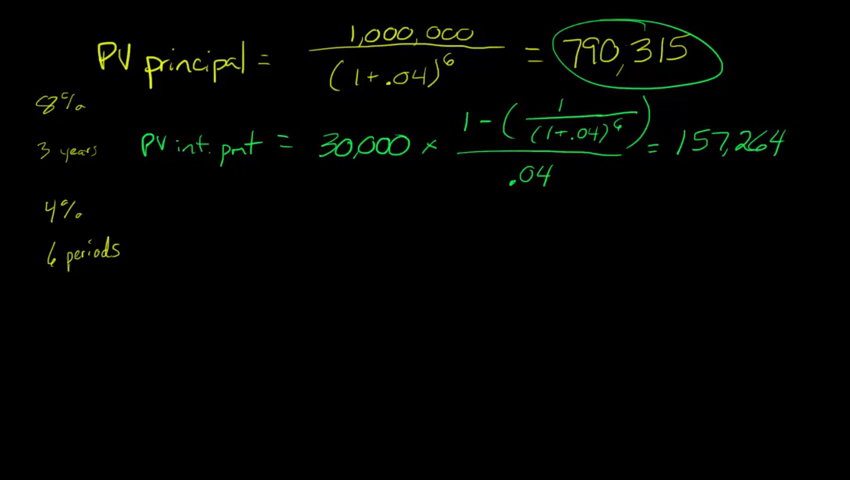 PV principal = 1,000,000 / (1+.04)^6 = 790,315
8%
3 years
PV int. pmt = 30,000 × 1 - (1 / (1+.04)^6) / .04 = 157,264
4%
6 periods